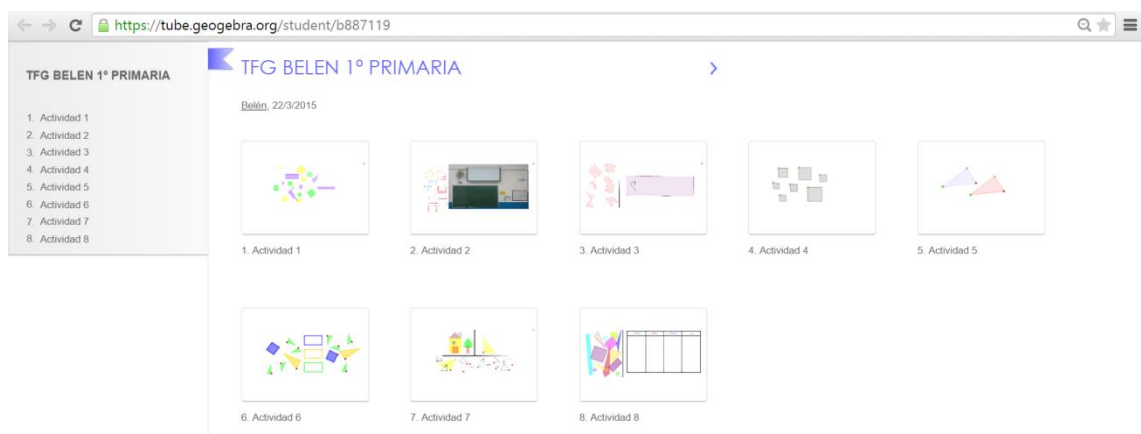 https://tube.geogebra.org/student/b887119
TFG BELEN 1º PRIMARIA
1. Actividad 1
2. Actividad 2
3. Actividad 3
4. Actividad 4
5. Actividad 5
6. Actividad 6
7. Actividad 7
8. Actividad 8
TFG BELEN 1º PRIMARIA
Belén, 22/3/2015
1. Actividad 1
2. Actividad 2
3. Actividad 3
4. Actividad 4
5. Actividad 5
6. Actividad 6
7. Actividad 7
8. Actividad 8